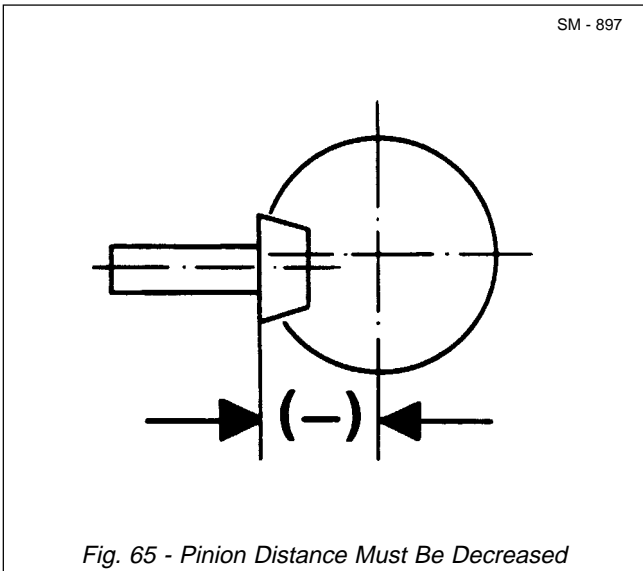 SM - 897
(–)
Fig. 65 - Pinion Distance Must Be Decreased